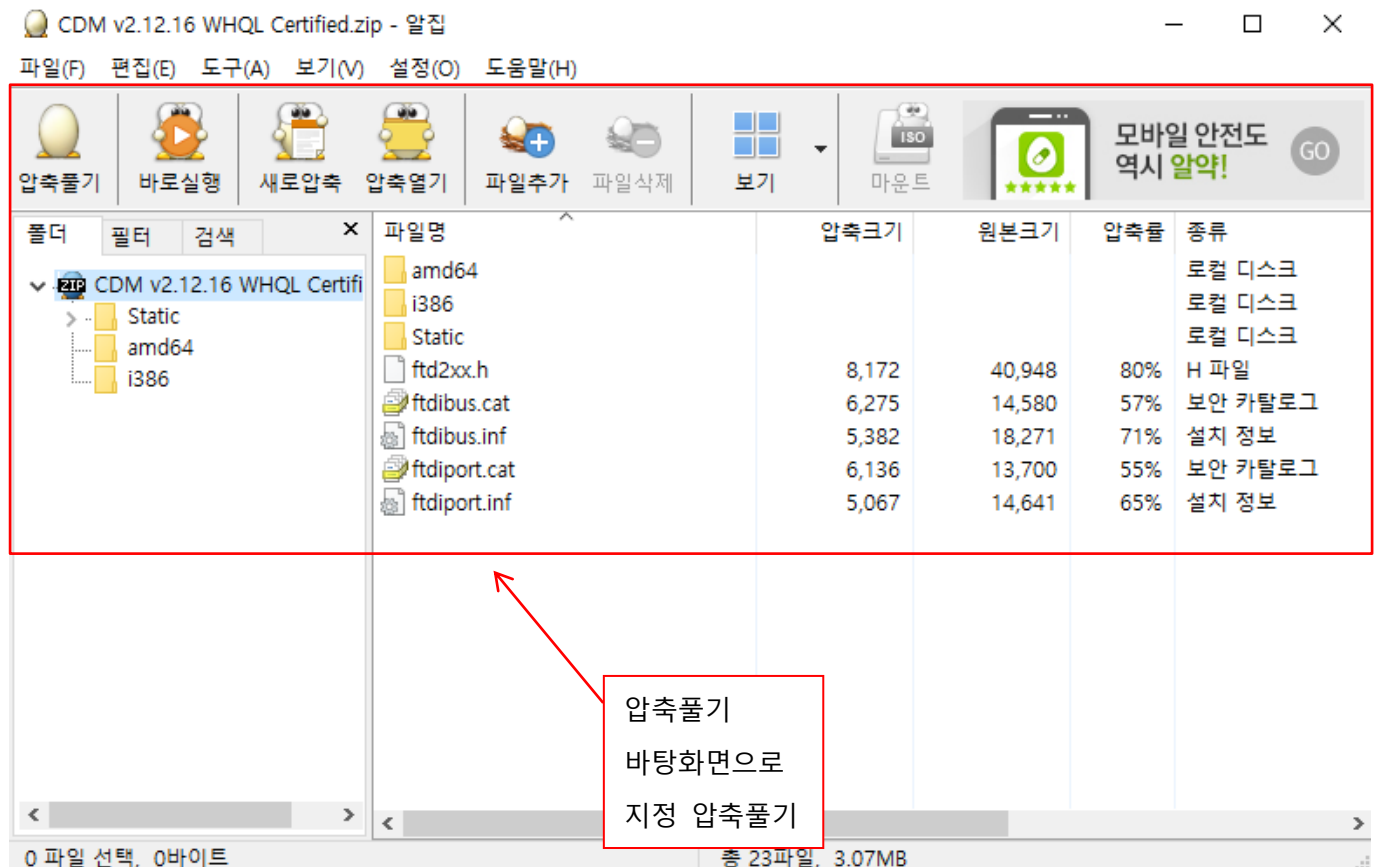 CDM v2.12.16 WHQL Certified.zip - 알집
파일(F) 편집(E) 도구(A) 보기(V) 설정(O) 도움말(H)
압축풀기 바로실행 새로압축 압축열기 파일추가 파일삭제 보기 ISO 마운트
모바일 안전도
역시 알약!
GO
폴더 필터 검색
ZIP CDM v2.12.16 WHQL Certifi
Static
amd64
i386
파일명 압축크기 원본크기 압축률 종류
amd64 로컬 디스크
i386 로컬 디스크
Static 로컬 디스크
ftd2xx.h 8,172 40,948 80% H 파일
ftdibus.cat 6,275 14,580 57% 보안 카탈로그
ftdibus.inf 5,382 18,271 71% 설치 정보
ftdiport.cat 6,136 13,700 55% 보안 카탈로그
ftdiport.inf 5,067 14,641 65% 설치 정보
압축풀기
바탕화면으로
지정 압축풀기
0 파일 선택, 0바이트 총 23파일, 3.07MB